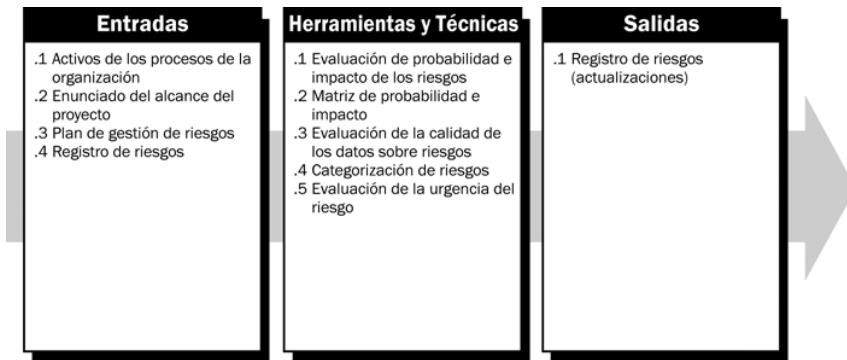 Entradas
.1 Activos de los procesos de la
organización
.2 Enunciado del alcance del
proyecto
.3 Plan de gestión de riesgos
.4 Registro de riesgos
Herramientas y Técnicas
.1 Evaluación de probabilidad e
impacto de los riesgos
.2 Matriz de probabilidad e
impacto
.3 Evaluación de la calidad de
los datos sobre riesgos
.4 Categorización de riesgos
.5 Evaluación de la urgencia del
riesgo
Salidas
.1 Registro de riesgos
(actualizaciones)